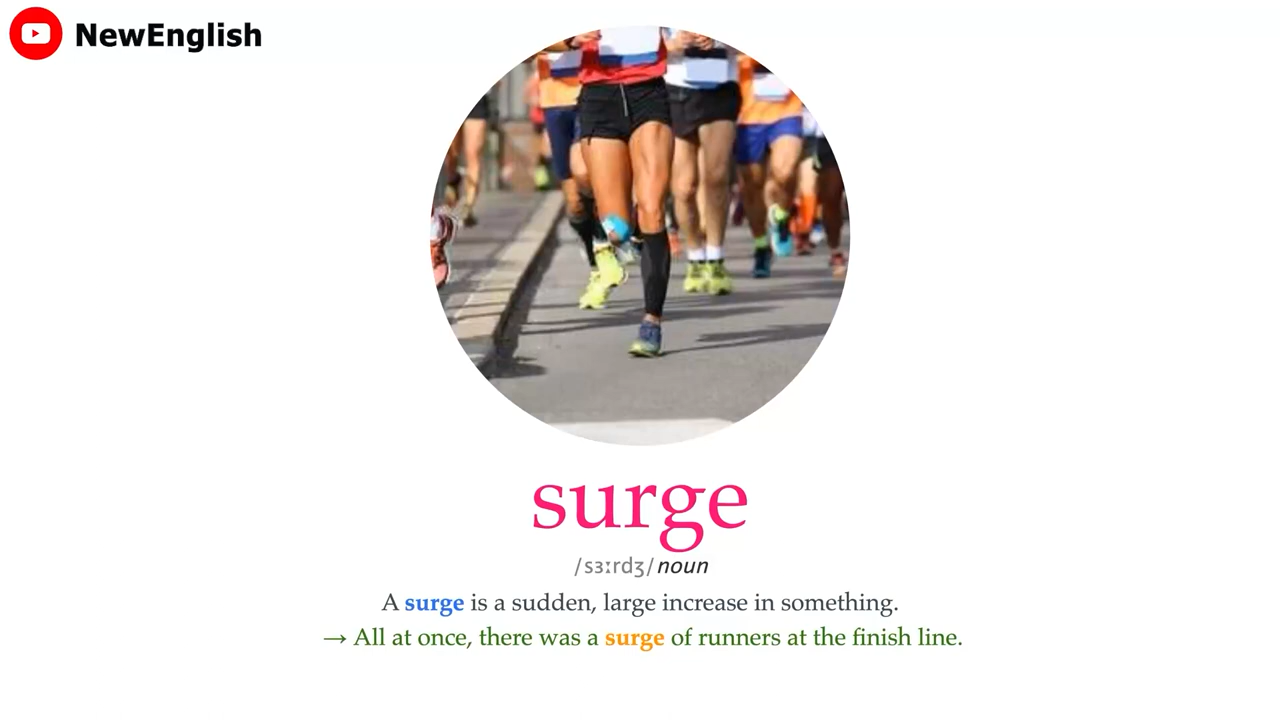 NewEnglish
surge
/sɜːrdʒ/ noun
A surge is a sudden, large increase in something.
→ All at once, there was a surge of runners at the finish line.